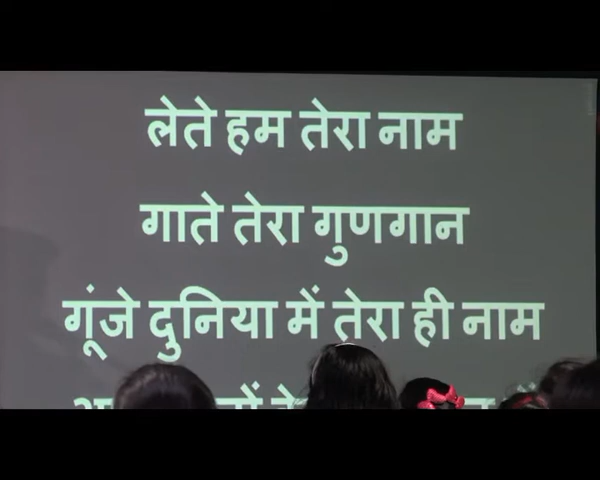 लेते हम तेरा नाम
गाते तेरा गुणगान
गूंजे दुनिया में तेरा ही नाम